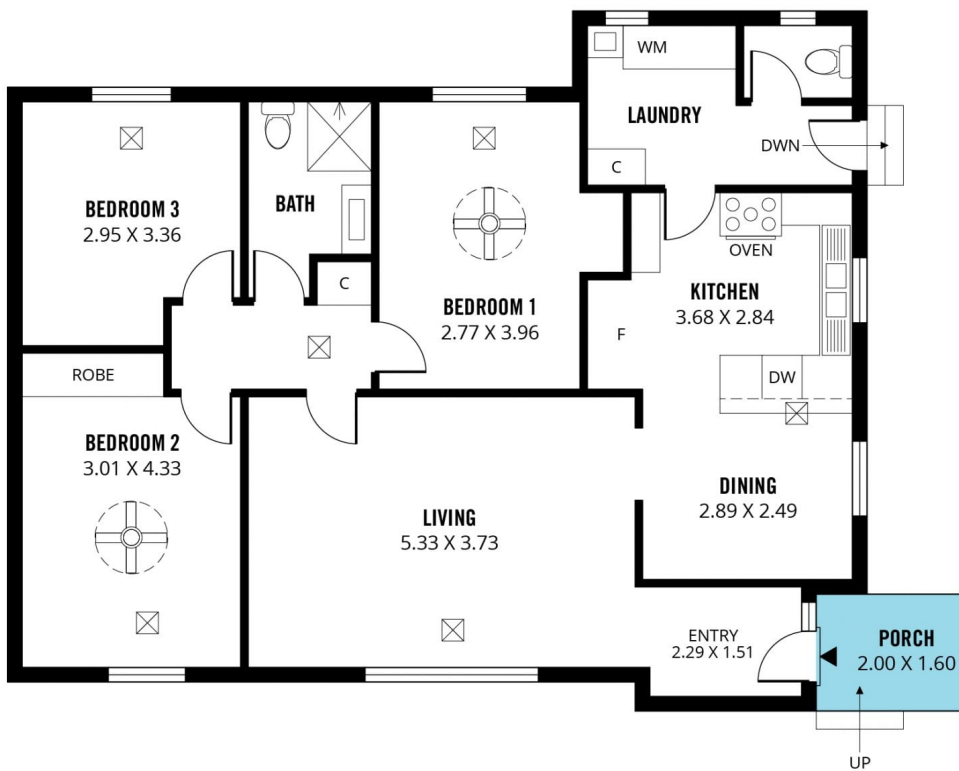 WM
LAUNDRY
DWN
C
BEDROOM 3
2.95 X 3.36
BATH
C
BEDROOM 1
2.77 X 3.96
OVEN
KITCHEN
3.68 X 2.84
F
DW
ROBE
BEDROOM 2
3.01 X 4.33
LIVING
5.33 X 3.73
DINING
2.89 X 2.49
ENTRY
2.29 X 1.51
PORCH
2.00 X 1.60
UP